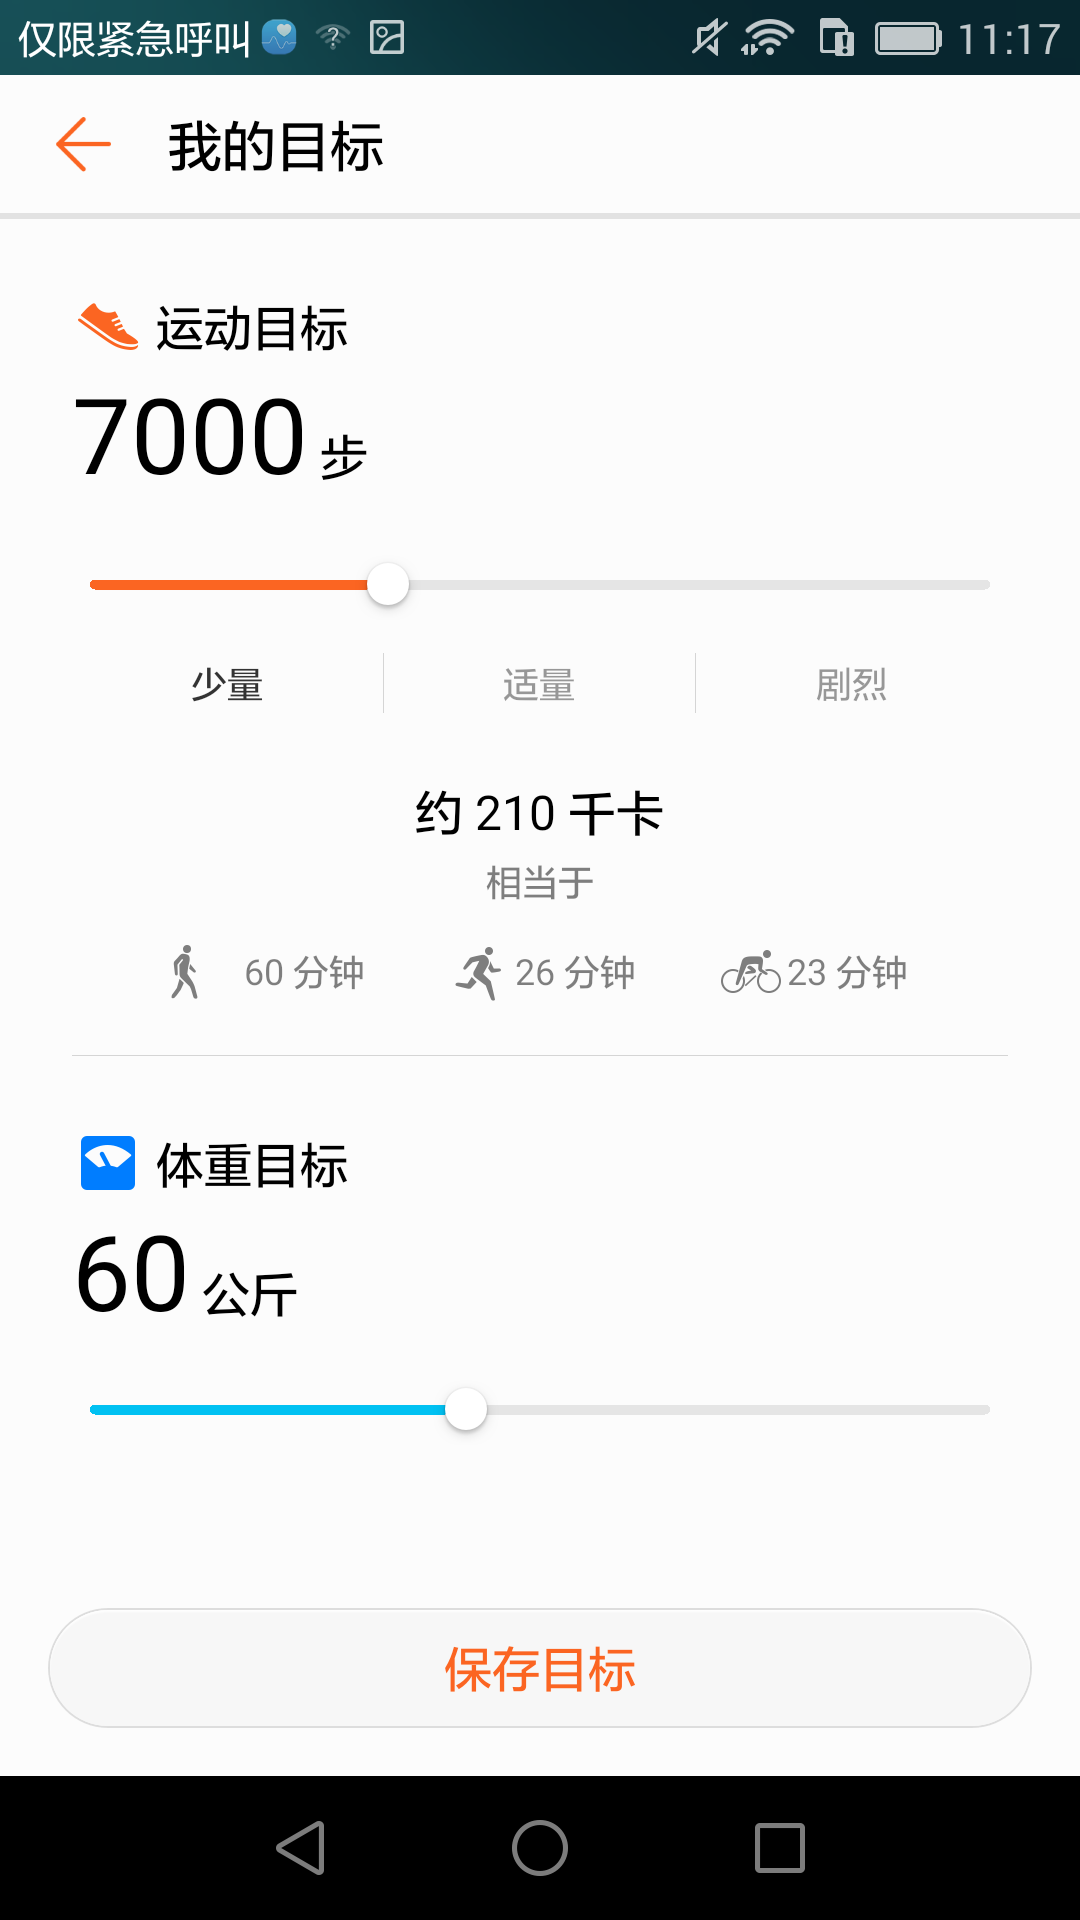 仅限紧急呼叫 11:17
我的目标
运动目标
7000 步
少量 适量 剧烈
约 210 千卡
相当于
60 分钟 26 分钟 23 分钟
体重目标
60 公斤
保存目标